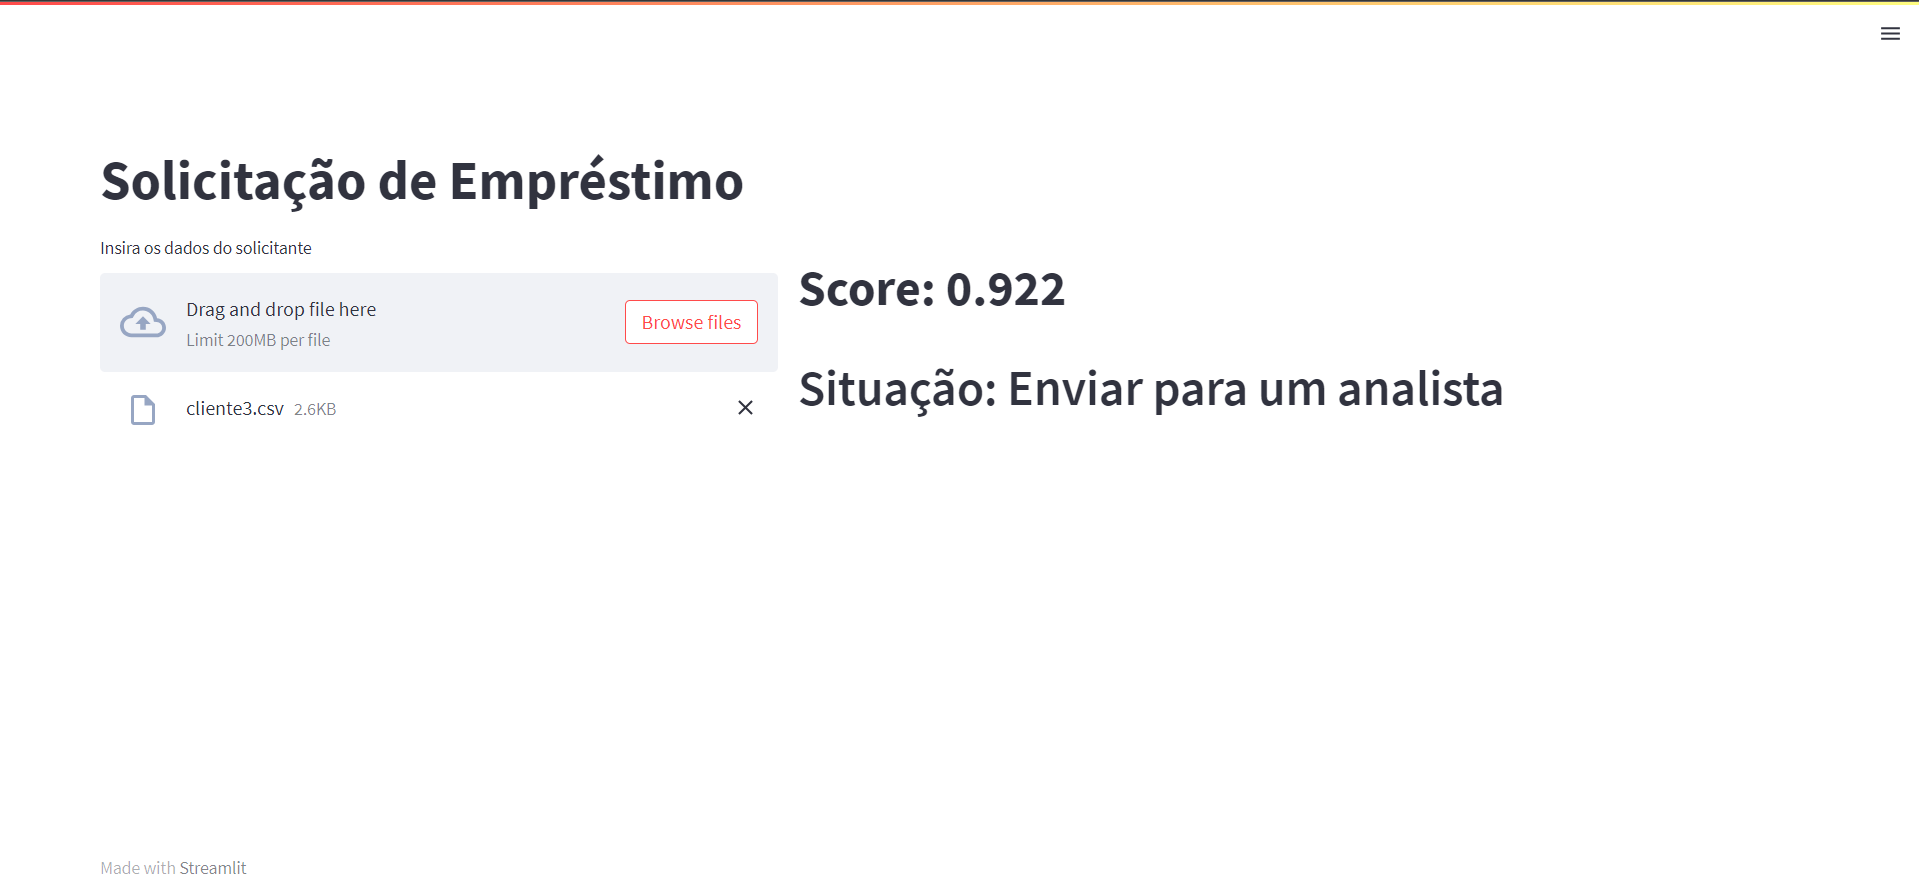 Solicitação de Empréstimo
Insira os dados do solicitante
Drag and drop file here
Limit 200MB per file
Browse files
cliente3.csv 2.6KB
Score: 0.922
Situação: Enviar para um analista
Made with Streamlit